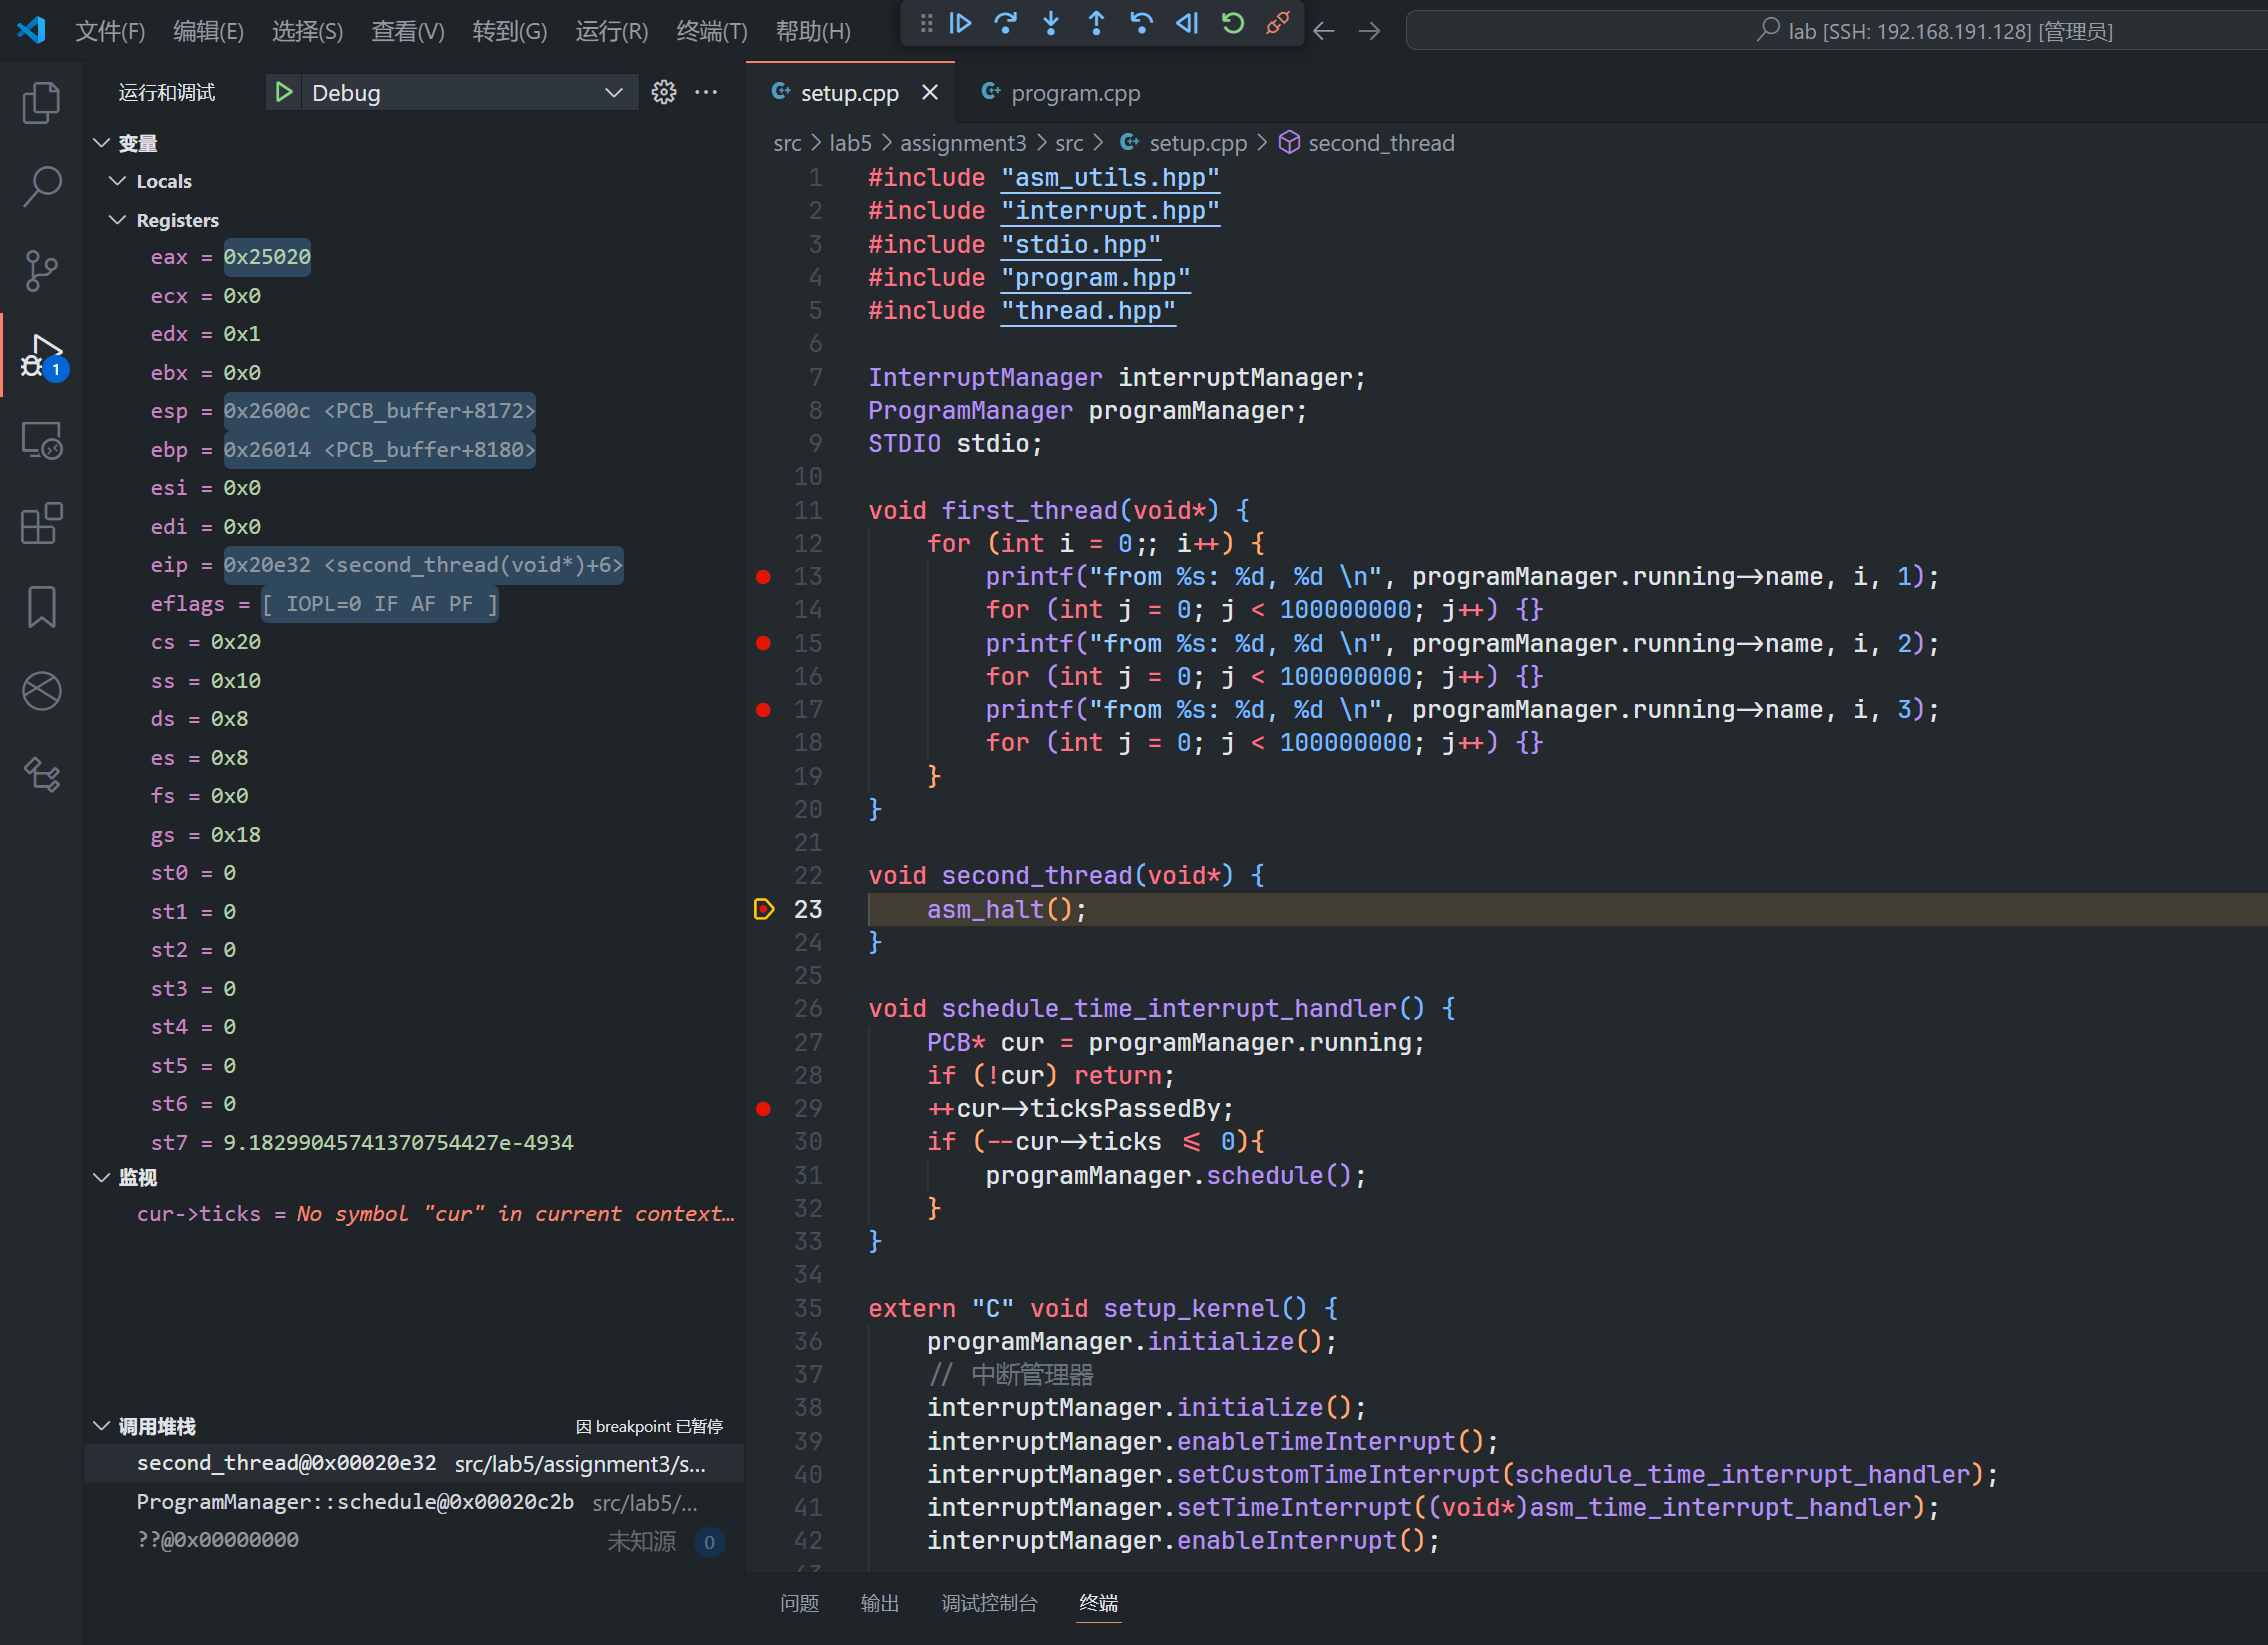 文件(F) 编辑(E) 选择(S) 查看(V) 转到(G) 运行(R) 终端(T) 帮助(H) lab [SSH: 192.168.191.128] [管理员]
运行和调试 Debug
变量
Locals
Registers
eax = 0x25020
ecx = 0x0
edx = 0x1
ebx = 0x0
esp = 0x2600c <PCB_buffer+8172>
ebp = 0x26014 <PCB_buffer+8180>
esi = 0x0
edi = 0x0
eip = 0x20e32 <second_thread(void*)+6>
eflags = [ IOPL=0 IF AF PF ]
cs = 0x20
ss = 0x10
ds = 0x8
es = 0x8
fs = 0x0
gs = 0x18
st0 = 0
st1 = 0
st2 = 0
st3 = 0
st4 = 0
st5 = 0
st6 = 0
st7 = 9.18299045741370754427e-4934
1
监视
cur->ticks = No symbol "cur" in current context…
调用堆栈 因 breakpoint 已暂停
second_thread@0x00020e32 src/lab5/assignment3/s...
ProgramManager::schedule@0x00020c2b src/lab5/...
??@0x00000000 未知源 0
setup.cpp program.cpp
src > lab5 > assignment3 > src > setup.cpp > second_thread
1 #include "asm_utils.hpp"
2 #include "interrupt.hpp"
3 #include "stdio.hpp"
4 #include "program.hpp"
5 #include "thread.hpp"
6
7 InterruptManager interruptManager;
8 ProgramManager programManager;
9 STDIO stdio;
10
11 void first_thread(void*) {
12 for (int i = 0;; i++) {
13 printf("from %s: %d, %d \n", programManager.running->name, i, 1);
14 for (int j = 0; j < 100000000; j++) {}
15 printf("from %s: %d, %d \n", programManager.running->name, i, 2);
16 for (int j = 0; j < 100000000; j++) {}
17 printf("from %s: %d, %d \n", programManager.running->name, i, 3);
18 for (int j = 0; j < 100000000; j++) {}
19 }
20 }
21
22 void second_thread(void*) {
23 asm_halt();
24 }
25
26 void schedule_time_interrupt_handler() {
27 PCB* cur = programManager.running;
28 if (!cur) return;
29 ++cur->ticksPassedBy;
30 if (--cur->ticks <= 0){
31 programManager.schedule();
32 }
33 }
34
35 extern "C" void setup_kernel() {
36 programManager.initialize();
37 // 中断管理器
38 interruptManager.initialize();
39 interruptManager.enableTimeInterrupt();
40 interruptManager.setCustomTimeInterrupt(schedule_time_interrupt_handler);
41 interruptManager.setTimeInterrupt((void*)asm_time_interrupt_handler);
42 interruptManager.enableInterrupt();
问题 输出 调试控制台 终端